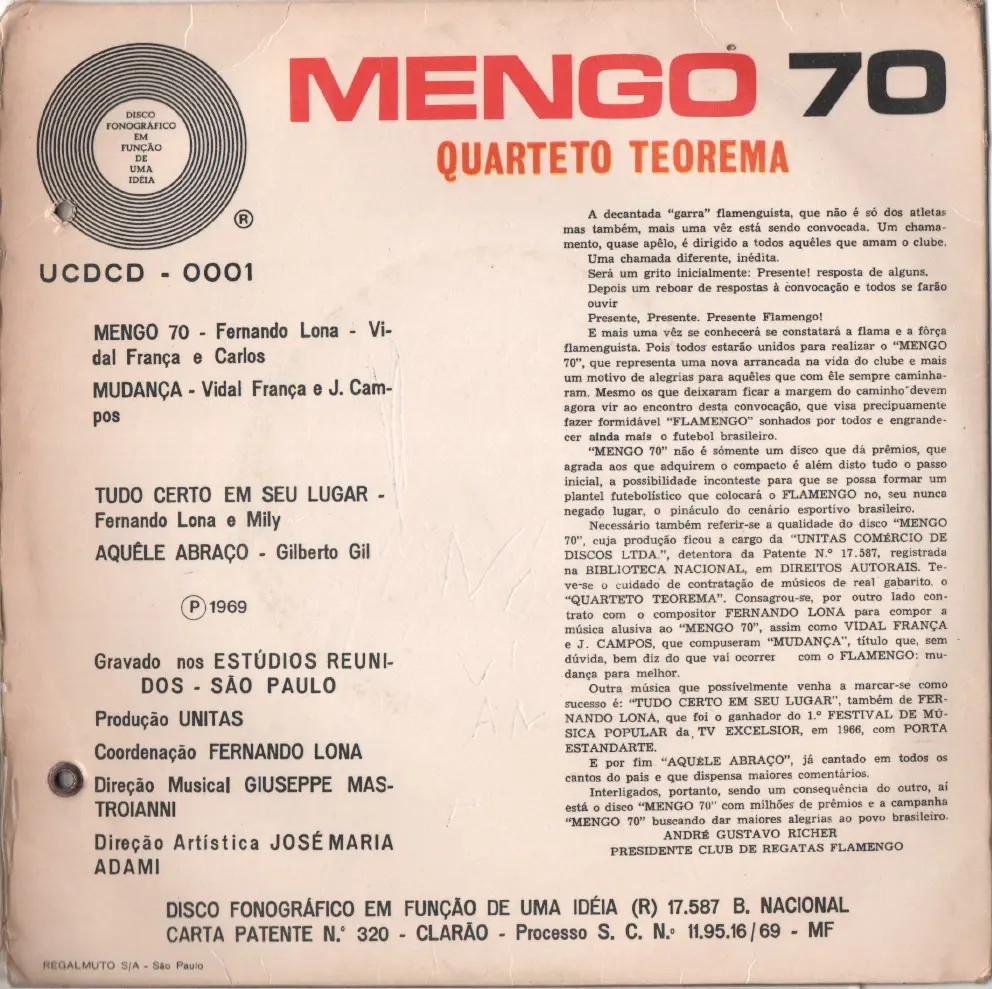 DISCO
FONOGRÁFICO
EM
FUNÇÃO
DE
UMA
IDÉIA
®
UCDCD - 0001
MENGO 70
QUARTETO TEOREMA
MENGO 70 - Fernando Lona - Vi-
dal França e Carlos
MUDANÇA - Vidal França e J. Cam-
pos
TUDO CERTO EM SEU LUGAR -
Fernando Lona e Mily
AQUÊLE ABRAÇO - Gilberto Gil
Ⓟ 1969
Gravado nos ESTÚDIOS REUNI-
DOS - SÃO PAULO
Produção UNITAS
Coordenação FERNANDO LONA
Direção Musical GIUSEPPE MAS-
TROIANNI
Direção Artística JOSÉ MARIA
ADAMI
A decantada "garra" flamenguista, que não é só dos atletas
mas também, mais uma vêz está sendo convocada. Um chama-
mento, quase apêlo, é dirigido a todos aquêles que amam o clube.
Uma chamada diferente, inédita.
Será um grito inicialmente: Presente! resposta de alguns.
Depois um reboar de respostas à convocação e todos se farão
ouvir
Presente, Presente. Presente Flamengo!
E mais uma vêz se conhecerá se constatará a flama e a fôrça
flamenguista. Pois todos estarão unidos para realizar o "MENGO
70", que representa uma nova arrancada na vida do clube e mais
um motivo de alegrias para aquêles que com êle sempre caminha-
ram. Mesmo os que deixaram ficar a margem do caminho devem
agora vir ao encontro desta convocação, que visa precipuamente
fazer formidável "FLAMENGO" sonhados por todos e engrande-
cer ainda mais o futebol brasileiro.
"MENGO 70" não é sòmente um disco que dá prêmios, que
agrada aos que adquirem o compacto é além disto tudo o passo
inicial, a possibilidade inconteste para que se possa formar um
plantel futebolístico que colocará o FLAMENGO no, seu nunca
negado lugar, o pináculo do cenário esportivo brasileiro.
Necessário também referir-se a qualidade do disco "MENGO
70", cuja produção ficou a cargo da "UNITAS COMÉRCIO DE
DISCOS LTDA.", detentora da Patente N.º 17.587, registrada
na BIBLIOTECA NACIONAL, em DIREITOS AUTORAIS. Te-
ve-se o cuidado de contratação de músicos de real gabarito, o
"QUARTETO TEOREMA". Consagrou-se, por outro lado con-
trato com o compositor FERNANDO LONA para compor a
música alusiva ao "MENGO 70", assim como VIDAL FRANÇA
e J. CAMPOS, que compuseram "MUDANÇA", título que, sem
dúvida, bem diz do que vai ocorrer com o FLAMENGO: mu-
dança para melhor.
Outra música que possívelmente venha a marcar-se como
sucesso é: "TUDO CERTO EM SEU LUGAR", também de FER-
NANDO LONA, que foi o ganhador do 1.º FESTIVAL DE MÚ-
SICA POPULAR da, TV EXCELSIOR, em 1966, com PORTA
ESTANDARTE.
E por fim "AQUÊLE ABRAÇO", já cantado em todos os
cantos do pais e que dispensa maiores comentários.
Interligados, portanto, sendo um consequência do outro, aí
está o disco "MENGO 70" com milhões de prêmios e a campanha
"MENGO 70" buscando dar maiores alegrias ao povo brasileiro.
ANDRÉ GUSTAVO RICHER
PRESIDENTE CLUB DE REGATAS FLAMENGO
DISCO FONOGRÁFICO EM FUNÇÃO DE UMA IDÉIA (R) 17.587 B. NACIONAL
CARTA PATENTE N.º 320 - CLARÃO - Processo S. C. N.º 11.95.16/69 - MF
REGALMUTO S/A - São Paulo